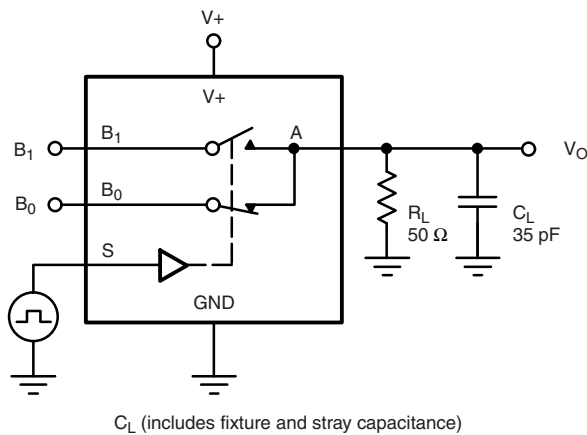 V+
V+
B1 B1 A VO
B0 B0
RL CL
50 Ω 35 pF
S
GND
CL (includes fixture and stray capacitance)